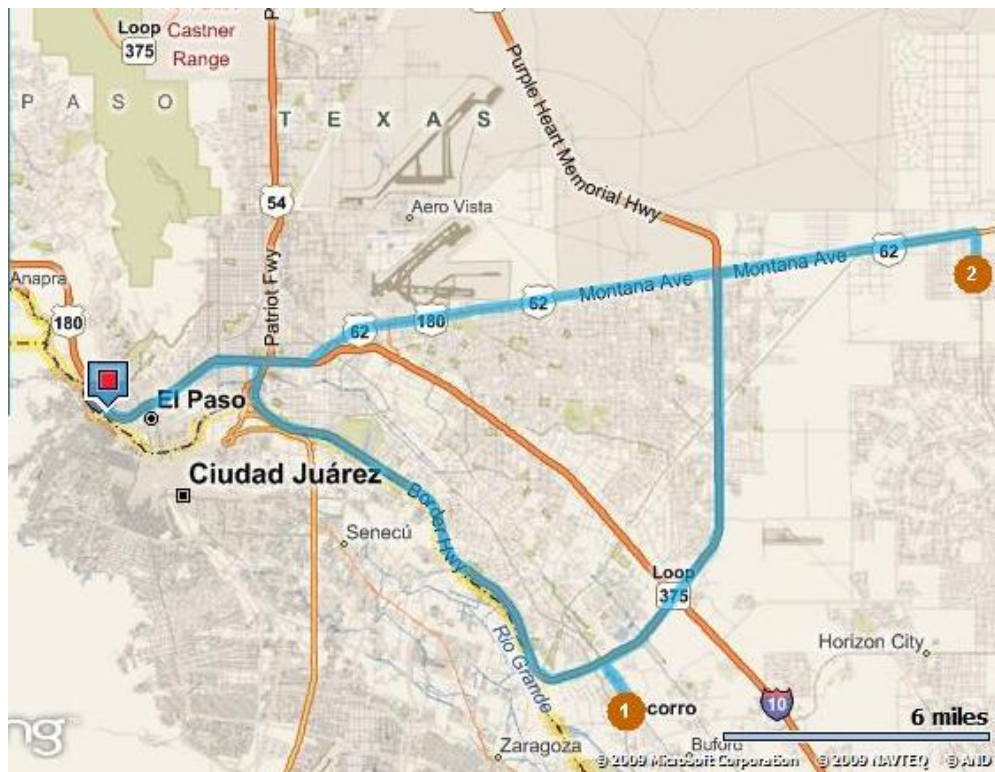 Loop
375
Castner
Range
P
P A S O
T E X A S
Purple Heart Memorial Hwy
54
Aero Vista
Patriot Fwy
Anapra
180
62
Montana Ave
Montana Ave
62
180
62
2
El Paso
Ciudad Juárez
Border Hwy
Senecú
Loop
375
Rio Grande
Horizon City
1
corro
10
6 miles
Zaragoza
Buford
ng
© 2009 Microsoft Corporation © 2009 NAVTEQ © AND